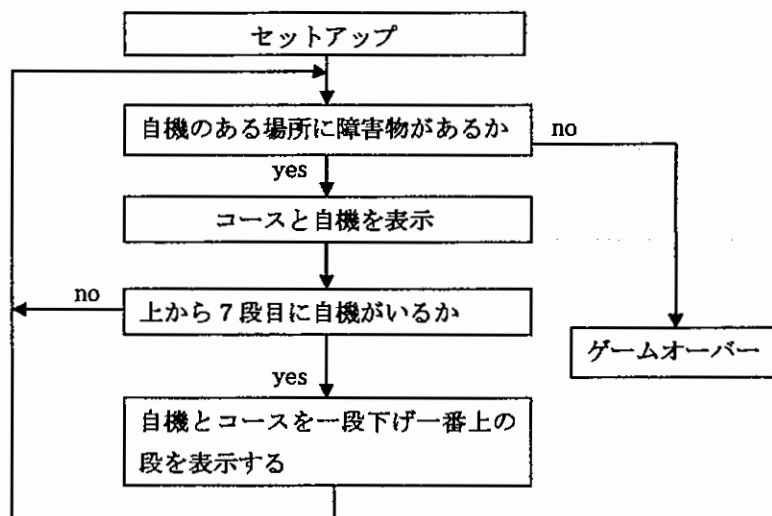 セットアップ
自機のある場所に障害物があるか
no
yes
コースと自機を表示
no
上から7段目に自機がいるか
ゲームオーバー
yes
自機とコースを一段下げ一番上の
段を表示する